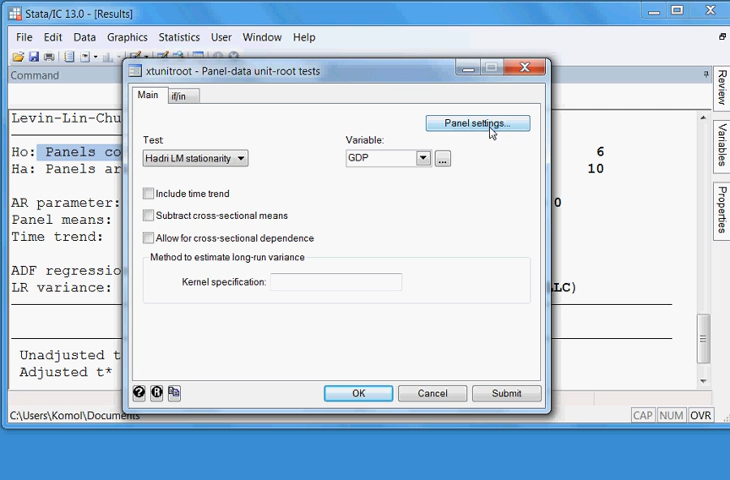 Stata/IC 13.0 - [Results]
File Edit Data Graphics Statistics User Window Help
Command
Review
Variables
Properties
xtunitroot - Panel-data unit-root tests
Main if/in
Panel settings...
Test: Variable:
Hadri LM stationarity GDP ...
Include time trend
Subtract cross-sectional means
Allow for cross-sectional dependence
Method to estimate long-run variance
Kernel specification:
OK Cancel Submit
Levin-Lin-Chu
Ho: Panels co 6
Ha: Panels ar 10
AR parameter: 0
Panel means:
Time trend:
ADF regressio
LR variance: LLC)
Unadjusted t
Adjusted t*
C:\Users\Komol\Documents
CAP NUM OVR